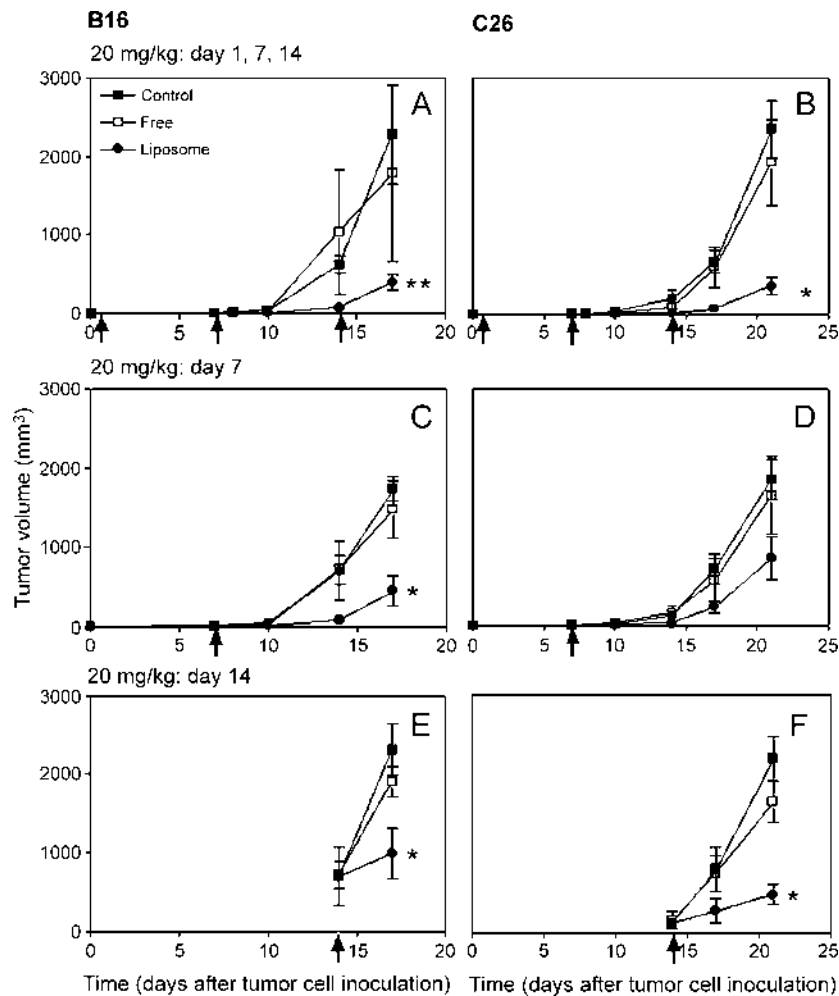 B16
C26
20 mg/kg: day 1, 7, 14
3000
2000
1000
0
Control
Free
Liposome
A
**
0 5 10 15 20
B
*
0 5 10 15 20 25
20 mg/kg: day 7
Tumor volume (mm³)
3000
2000
1000
0
C
*
0 5 10 15 20
D
0 5 10 15 20 25
20 mg/kg: day 14
3000
2000
1000
0
E
*
0 5 10 15 20
F
*
0 5 10 15 20 25
Time (days after tumor cell inoculation)
Time (days after tumor cell inoculation)